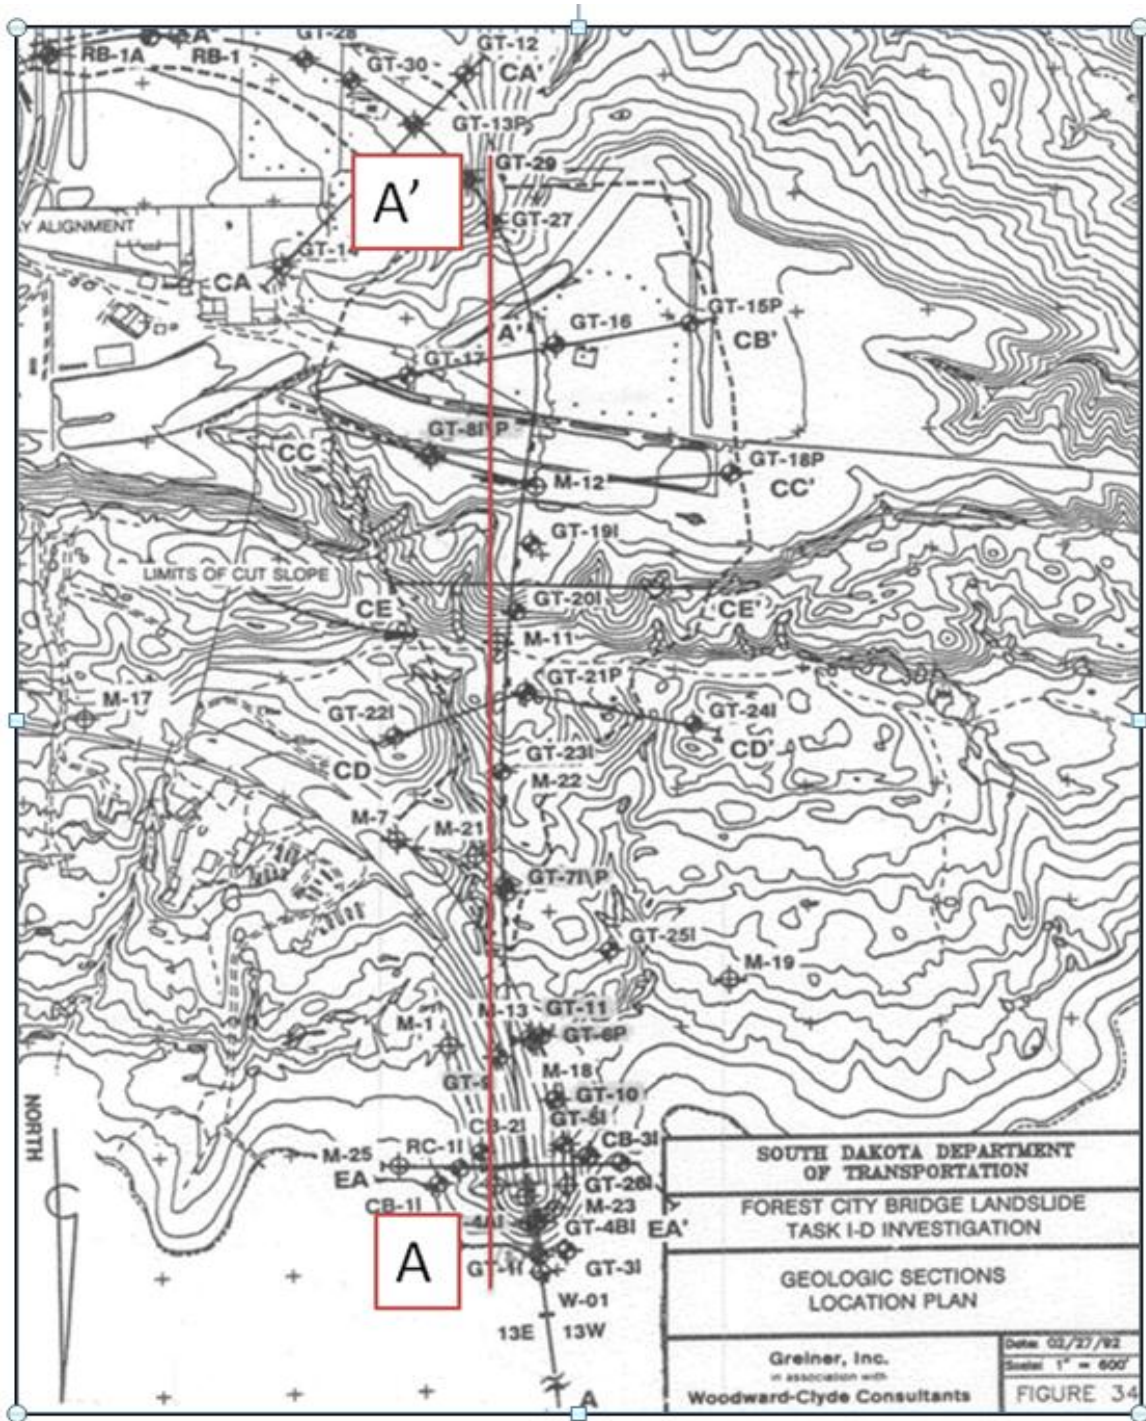 GT-28
GT-12
AA
RB-1A
RB-1
GT-30
CA'
GT-13P
GT-29
A'
GT-27
Y ALIGNMENT
GT-14
CA
GT-15P
GT-16
A'
CB'
GT-17
GT-8I\P
CC
GT-18P
M-12
CC'
GT-19I
LIMITS OF CUT SLOPE
GT-20I
CE
CE'
M-11
GT-21P
M-17
GT-22I
GT-24I
CD'
GT-23I
CD
M-22
M-7
M-21
GT-7I\P
GT-25I
M-19
M-13
GT-11
M-1
GT-6P
M-18
GT-9
GT-10
NORTH
GT-5I
CB-2I
CB-3I
M-25
RC-1I
EA
GT-26I
CB-1I
M-23
-4AI
GT-4BI
EA'
A
GT-1I
GT-3I
W-01
13E
13W
A
SOUTH DAKOTA DEPARTMENT
OF TRANSPORTATION
FOREST CITY BRIDGE LANDSLIDE
TASK I-D INVESTIGATION
GEOLOGIC SECTIONS
LOCATION PLAN
Greiner, Inc.
in association with
Woodward-Clyde Consultants
Date: 02/27/92
Scale: 1" = 600'
FIGURE 34